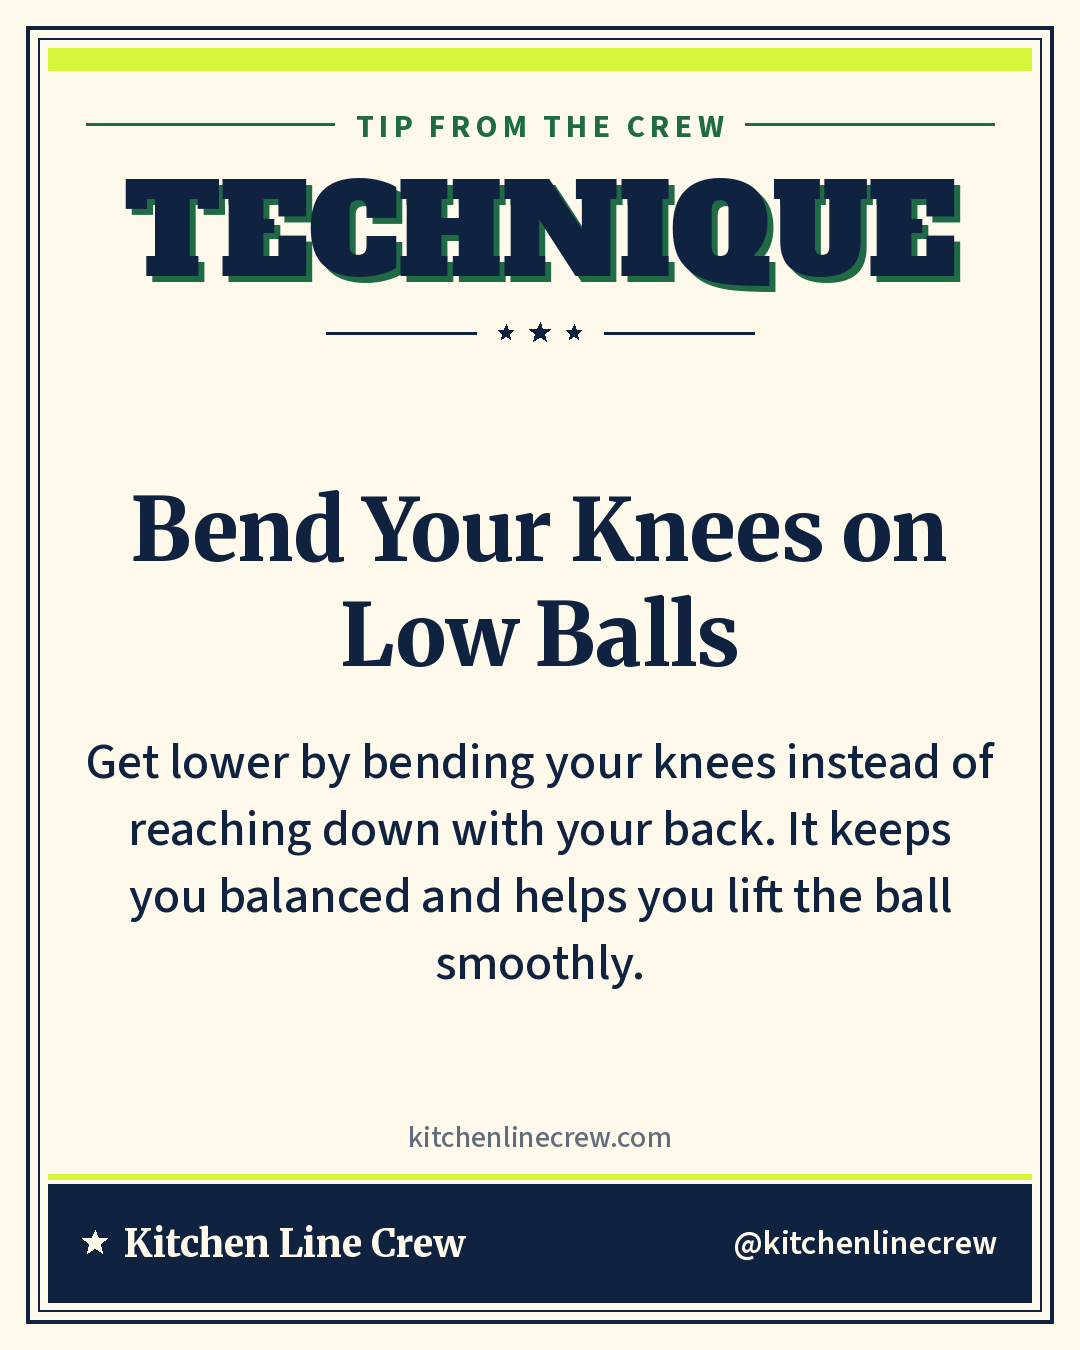 TIP FROM THE CREW
TECHNIQUE
Bend Your Knees on
Low Balls
Get lower by bending your knees instead of
reaching down with your back. It keeps
you balanced and helps you lift the ball
smoothly.
kitchenlinecrew.com
Kitchen Line Crew
@kitchenlinecrew